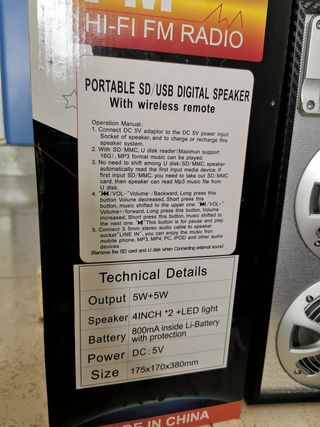 HI-FI FM RADIO
PORTABLE SD/USB DIGITAL SPEAKER
With wireless remote
Operation Manual:
1. Connect DC 5V adaptor to the DC 5V power input
Socket of speaker, and to charge or recharge this
speaker system.
2. With SD/MMC, U disk reader(Maximun support
16G), MP3 format music can be played.
3. No need to shift among U disk/SD/MMC, speaker
automatically read the first input media device. If
first input SD/MMC, you need to take out SD/MMC
card, then speaker can read Mp3 music file from
U disk.
4. "⏮/VOL-"Volume-/Backward, Long press this
button Volume decreased, Short press this
button, music shifted to the upper one. "⏭/VOL+"
Volume+/forward, Long press this button, Volume
increased, Short press this button, music shifted to
the next one. "⏯"This button is for pause and play.
5. Connect 3.5mm stereo audio cable to speaker
socket"LINE IN", you can enjoy the music from
mobile phone, MP3, MP4, PC, IPOD and other audio
devices
(Remove the SD card and U disk when Connecting external sound)
Technical Details
Output 5W+5W
Speaker 4INCH *2 +LED light
Battery 800mA inside Li-Battery
with protection
Power DC: 5V
Size 175x170x380mm
IN CHINA